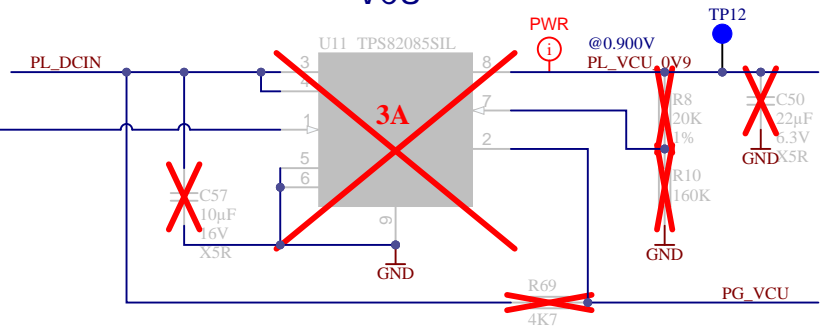 TP12
PWR
i
@0.900V
U11 TPS82085SIL
PL_DCIN
PL_VCU_0V9
3
8
4
3A
7
1
2
5
6
9
R8
20K
1%
C50
22µF
6.3V
X5R
GND
R10
160K
C57
10µF
16V
X5R
GND
GND
R69
4K7
PG_VCU